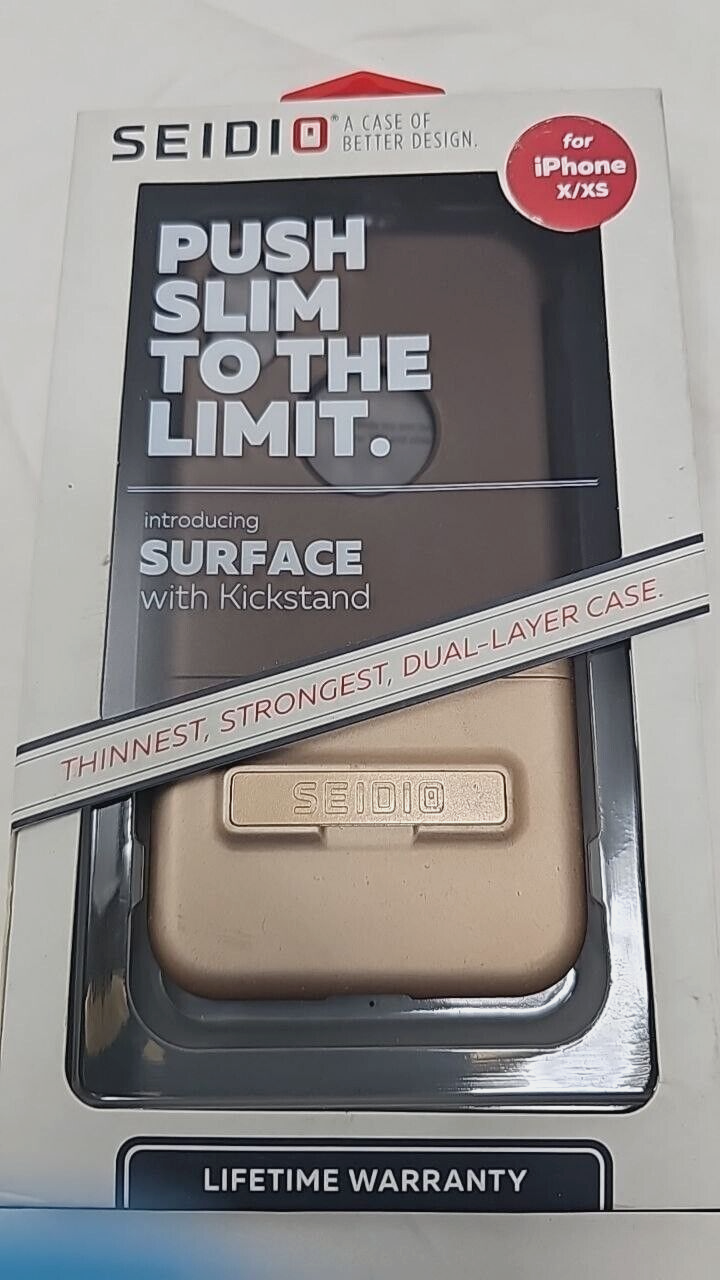 SEIDIO®
A CASE OF
BETTER DESIGN.
for
iPhone
X/XS
PUSH
SLIM
TO THE
LIMIT.
introducing
SURFACE
with Kickstand
THINNEST, STRONGEST, DUAL-LAYER CASE.
SEIDIO
LIFETIME WARRANTY